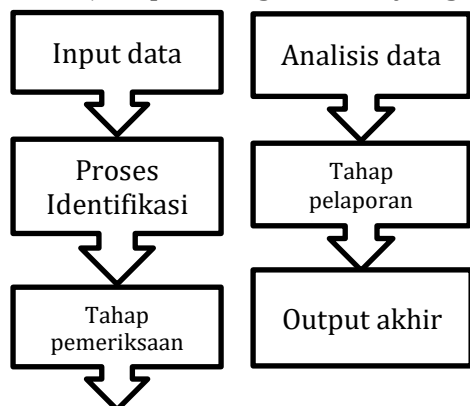 Input data
Proses
Identifikasi
Tahap
pemeriksaan
Analisis data
Tahap
pelaporan
Output akhir